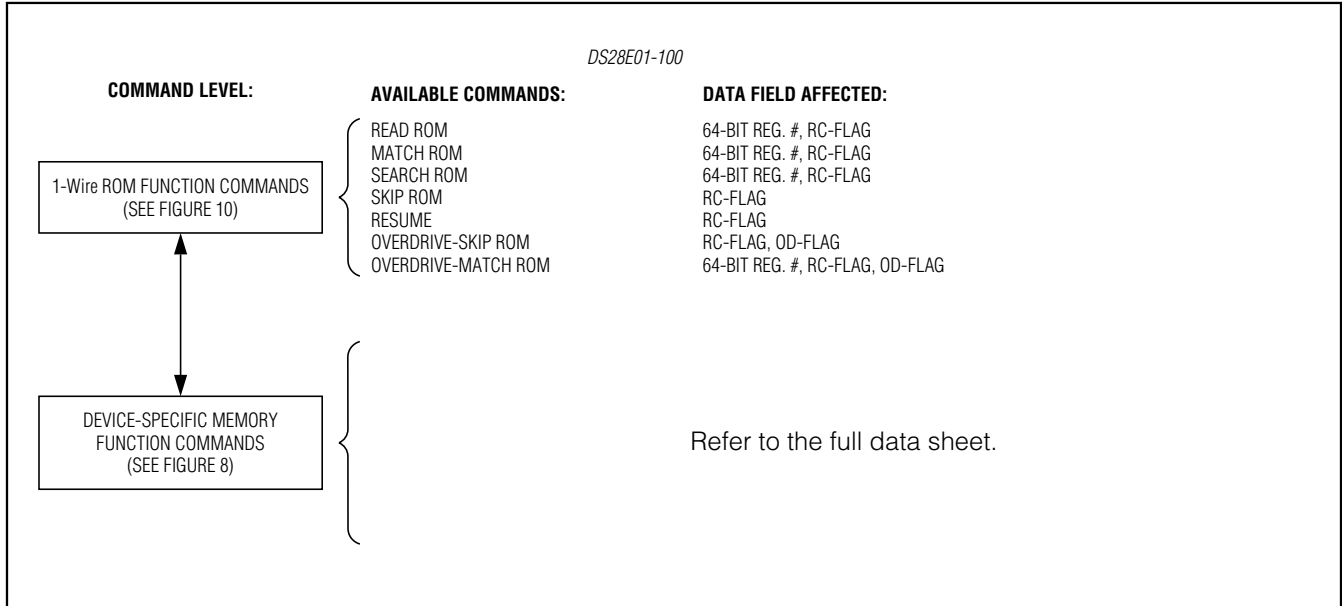 DS28E01-100
COMMAND LEVEL: AVAILABLE COMMANDS: DATA FIELD AFFECTED:
1-Wire ROM FUNCTION COMMANDS
(SEE FIGURE 10)
READ ROM 64-BIT REG. #, RC-FLAG
MATCH ROM 64-BIT REG. #, RC-FLAG
SEARCH ROM 64-BIT REG. #, RC-FLAG
SKIP ROM RC-FLAG
RESUME RC-FLAG
OVERDRIVE-SKIP ROM RC-FLAG, OD-FLAG
OVERDRIVE-MATCH ROM 64-BIT REG. #, RC-FLAG, OD-FLAG
DEVICE-SPECIFIC MEMORY
FUNCTION COMMANDS
(SEE FIGURE 8)
Refer to the full data sheet.